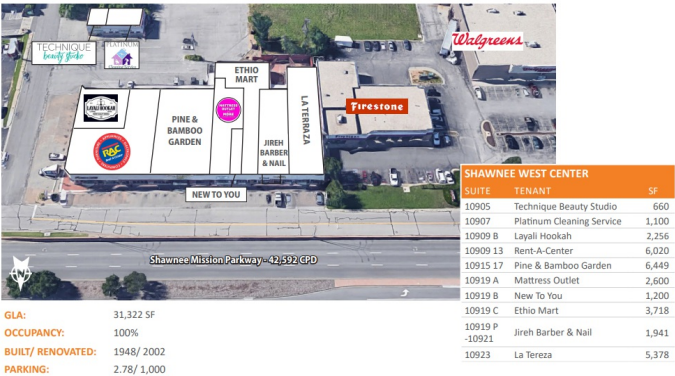 TECHNIQUE
beauty studio
PLATINUM
Walgreens
ETHIO
MART
LAYALI HOOKAH
MATTRESS
OUTLET
& MORE
Firestone
PINE &
BAMBOO
GARDEN
LA TERRAZA
RAC
JIREH
BARBER
& NAIL
NEW TO YOU
Shawnee Mission Parkway - 42,592 CPD
N
SHAWNEE WEST CENTER
SUITE TENANT SF
10905 Technique Beauty Studio 660
10907 Platinum Cleaning Service 1,100
10909 B Layali Hookah 2,256
10909 13 Rent-A-Center 6,020
10915 17 Pine & Bamboo Garden 6,449
10919 A Mattress Outlet 2,600
10919 B New To You 1,200
10919 C Ethio Mart 3,718
10919 P
-10921 Jireh Barber & Nail 1,941
10923 La Tereza 5,378
GLA: 31,322 SF
OCCUPANCY: 100%
BUILT/ RENOVATED: 1948/ 2002
PARKING: 2.78/ 1,000